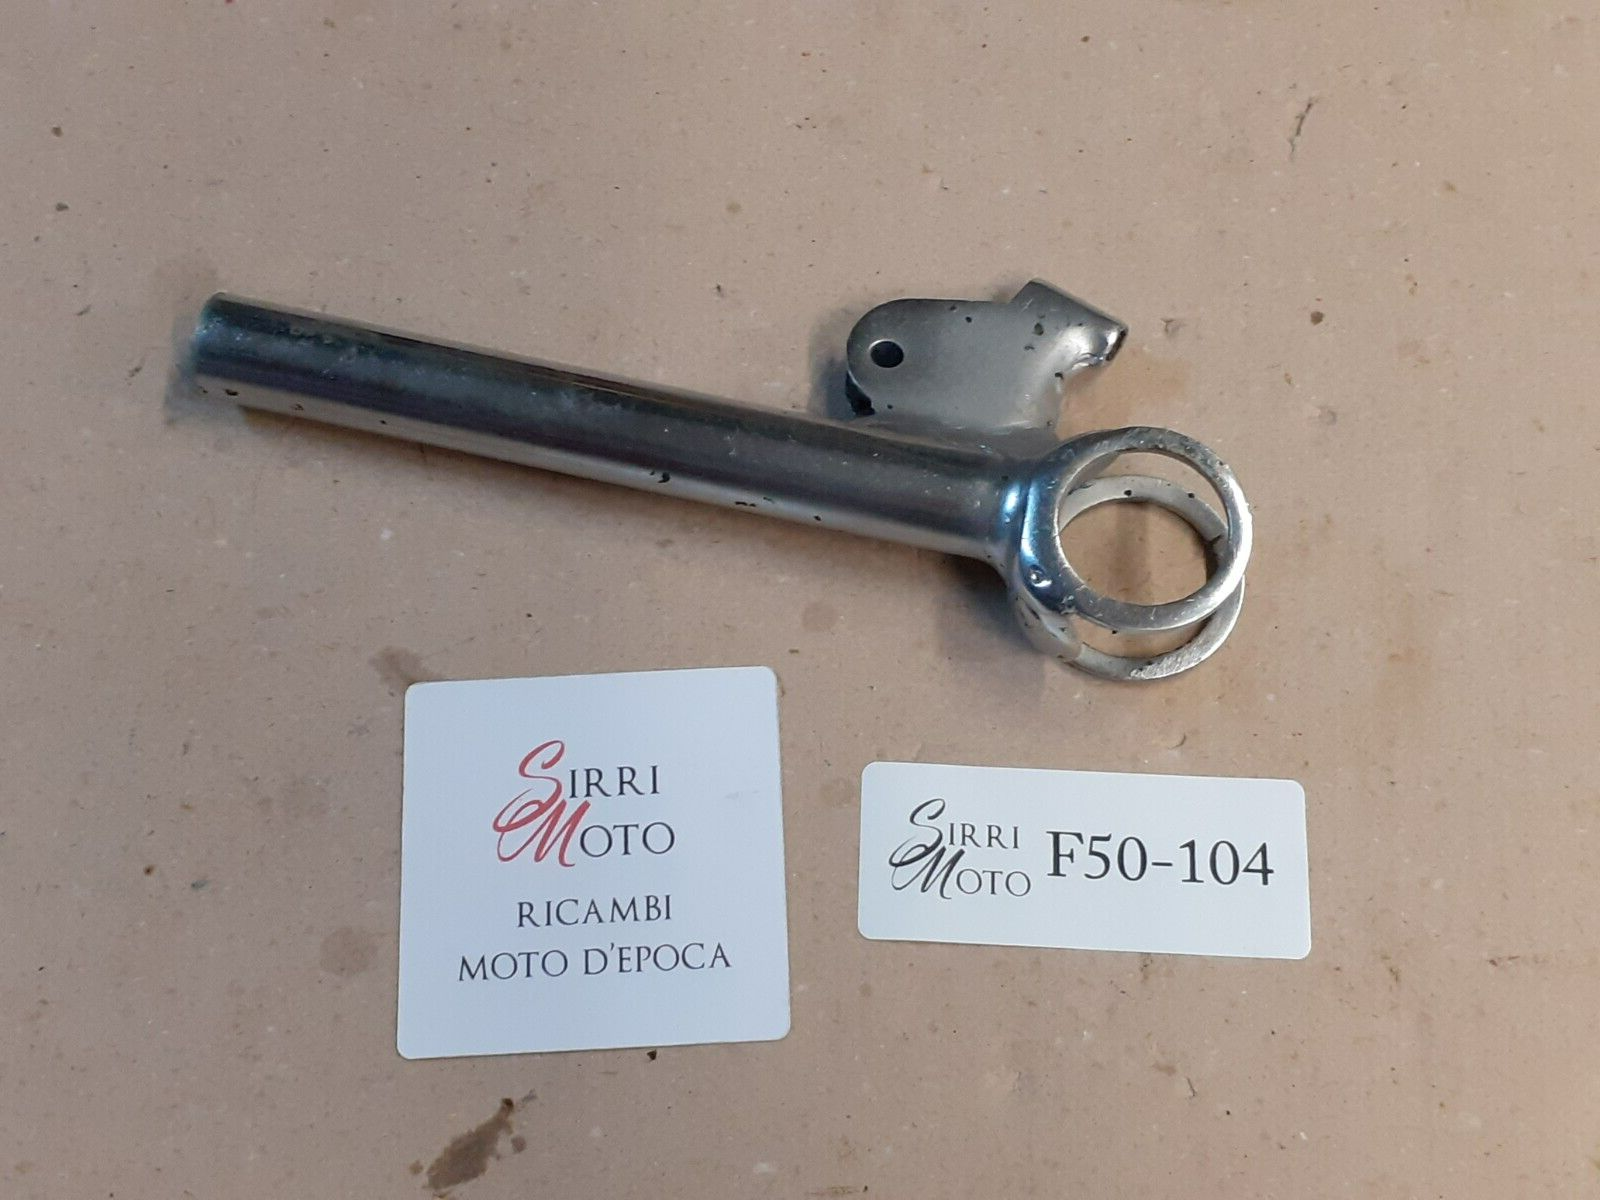 SIRRI
MOTO
RICAMBI
MOTO D'EPOCA
SIRRI
MOTO
F50-104